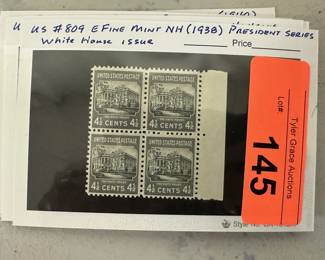 U US #809 E FINE MINT NH (1938) PRESIDENT SERIES
White House issue
Price
UNITED STATES POSTAGE
UNITED STATES POSTAGE
4½ CENTS 4½
4½ CENTS 4½
UNITED STATES POSTAGE
UNITED STATES POSTAGE
4½ CENTS 4½
4½ CENTS 4½
Lot#
145
Tyler Grace Auctions
Style No.